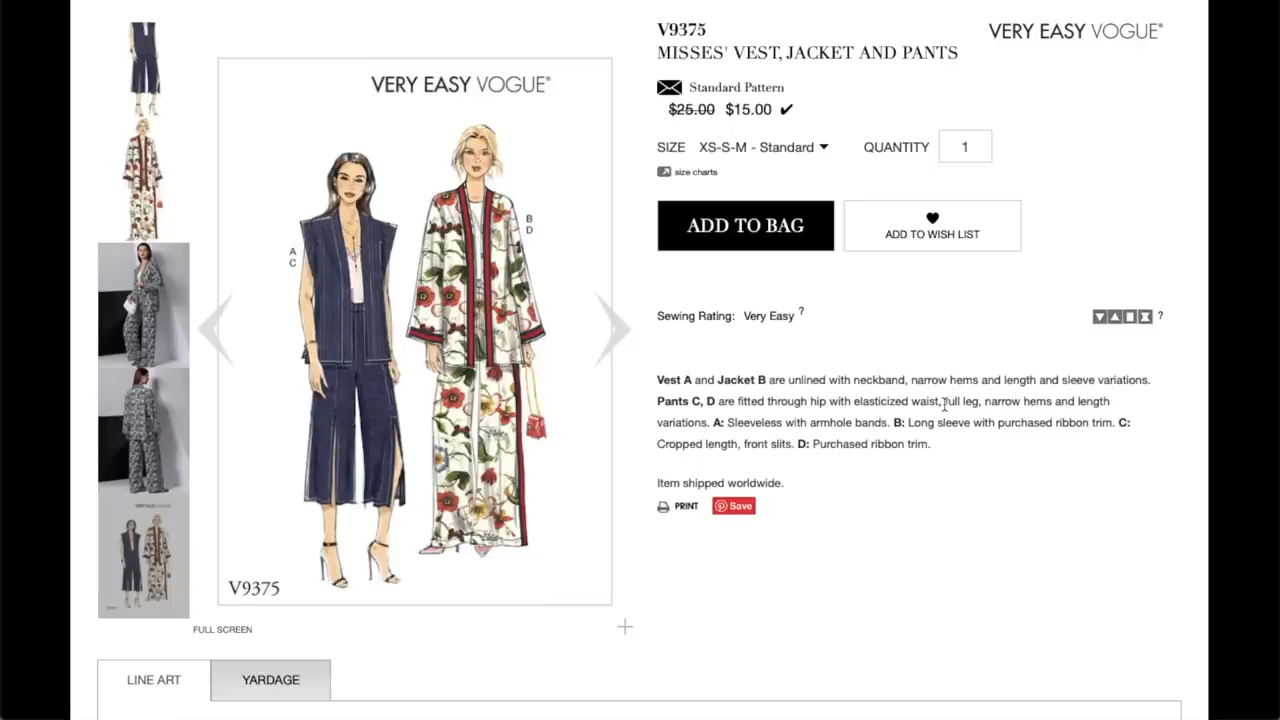 VERY EASY VOGUE®
A
C
B
D
V9375
FULL SCREEN
V9375
MISSES' VEST, JACKET AND PANTS
VERY EASY VOGUE®
Standard Pattern
$25.00 $15.00 ✔
SIZE XS-S-M - Standard QUANTITY 1
size charts
ADD TO BAG
ADD TO WISH LIST
Sewing Rating: Very Easy ?
?
Vest A and Jacket B are unlined with neckband, narrow hems and length and sleeve variations.
Pants C, D are fitted through hip with elasticized waist, full leg, narrow hems and length
variations. A: Sleeveless with armhole bands. B: Long sleeve with purchased ribbon trim. C:
Cropped length, front slits. D: Purchased ribbon trim.
Item shipped worldwide.
PRINT Save
LINE ART YARDAGE